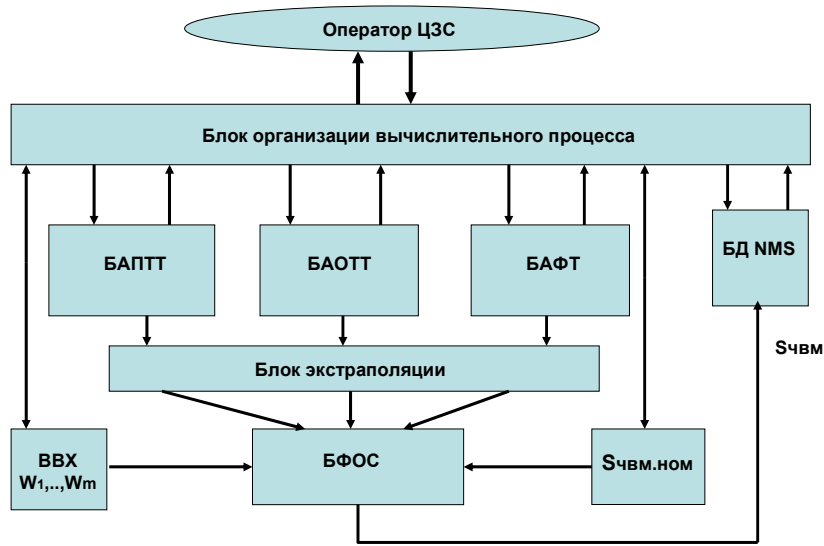 Оператор ЦЗС
Блок организации вычислительного процесса
БАПТТ
БАОТТ
БАФТ
БД NMS
Sчвм
Блок экстраполяции
ВВХ
W1,..,Wm
БФОС
Sчвм.ном